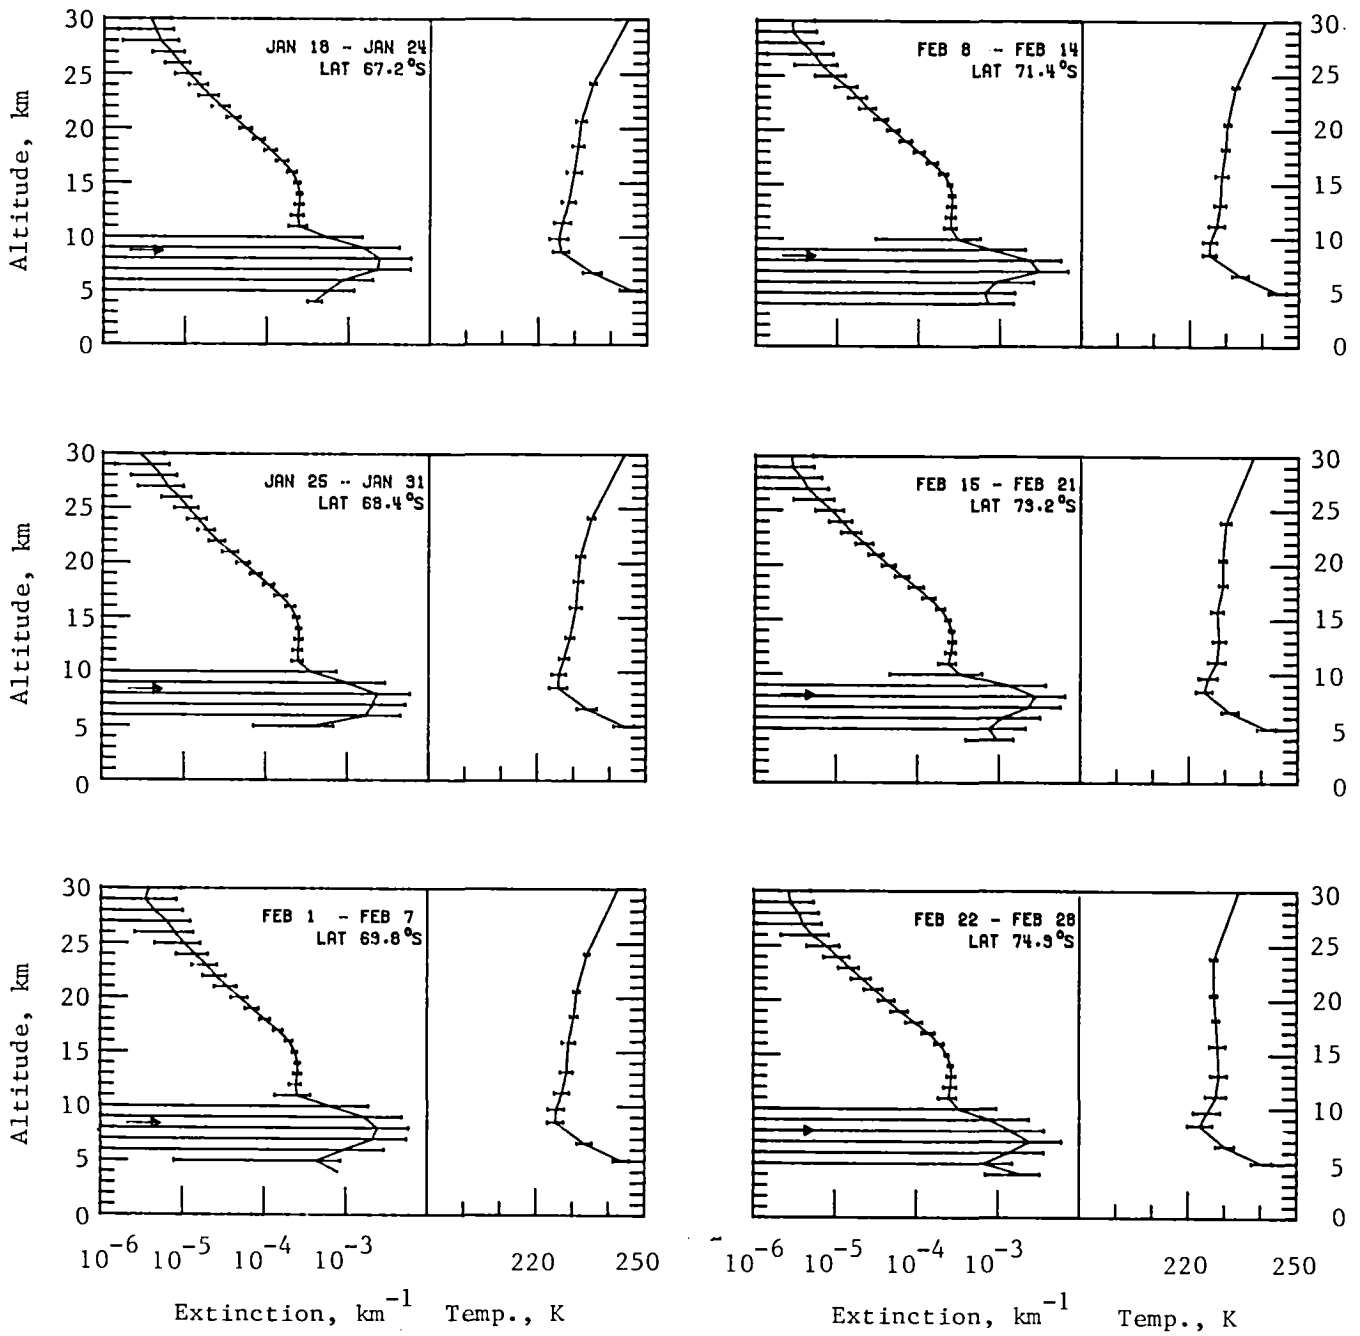 30
25
20
15
10
5
0
Altitude, km
JAN 18 - JAN 24
LAT 67.2°S
FEB 8 - FEB 14
LAT 71.4°S
30
25
20
15
10
5
0
30
25
20
15
10
5
0
Altitude, km
JAN 25 - JAN 31
LAT 68.4°S
FEB 15 - FEB 21
LAT 73.2°S
30
25
20
15
10
5
0
30
25
20
15
10
5
0
Altitude, km
FEB 1 - FEB 7
LAT 69.8°S
FEB 22 - FEB 28
LAT 74.9°S
30
25
20
15
10
5
0
10⁻⁶ 10⁻⁵ 10⁻⁴ 10⁻³ 220 250
10⁻⁶ 10⁻⁵ 10⁻⁴ 10⁻³ 220 250
Extinction, km⁻¹ Temp., K
Extinction, km⁻¹ Temp., K